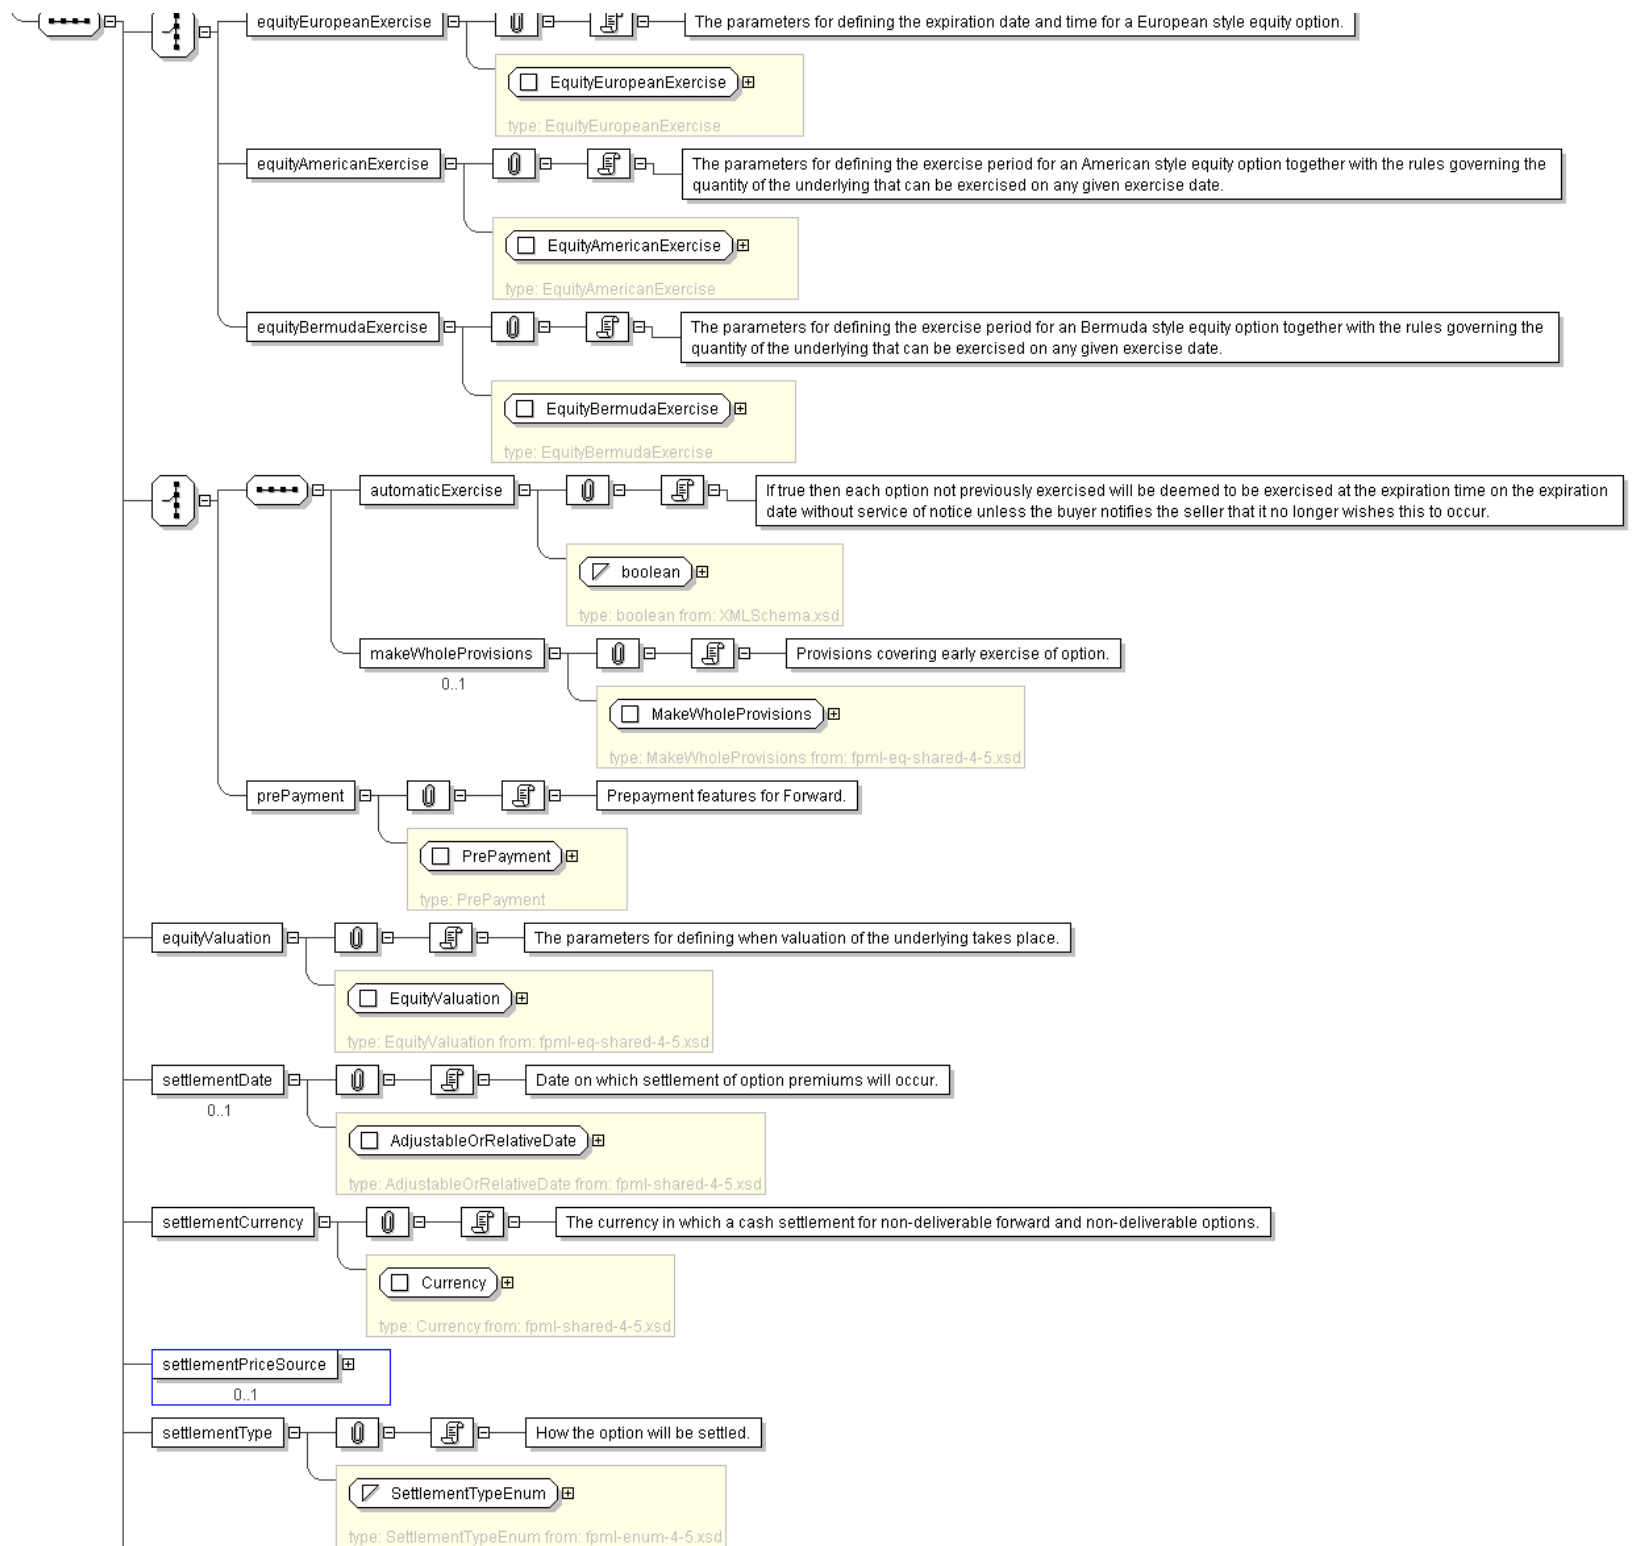 equityEuropeanExercise
The parameters for defining the expiration date and time for a European style equity option.
EquityEuropeanExercise
type: EquityEuropeanExercise
equityAmericanExercise
The parameters for defining the exercise period for an American style equity option together with the rules governing the
quantity of the underlying that can be exercised on any given exercise date.
EquityAmericanExercise
type: EquityAmericanExercise
equityBermudaExercise
The parameters for defining the exercise period for an Bermuda style equity option together with the rules governing the
quantity of the underlying that can be exercised on any given exercise date.
EquityBermudaExercise
type: EquityBermudaExercise
automaticExercise
If true then each option not previously exercised will be deemed to be exercised at the expiration time on the expiration
date without service of notice unless the buyer notifies the seller that it no longer wishes this to occur.
boolean
type: boolean from: XMLSchema.xsd
makeWholeProvisions
Provisions covering early exercise of option.
0..1
MakeWholeProvisions
type: MakeWholeProvisions from: fpml-eq-shared-4-5.xsd
prePayment
Prepayment features for Forward.
PrePayment
type: PrePayment
equityValuation
The parameters for defining when valuation of the underlying takes place.
EquityValuation
type: EquityValuation from: fpml-eq-shared-4-5.xsd
settlementDate
Date on which settlement of option premiums will occur.
0..1
AdjustableOrRelativeDate
type: AdjustableOrRelativeDate from: fpml-shared-4-5.xsd
settlementCurrency
The currency in which a cash settlement for non-deliverable forward and non-deliverable options.
Currency
type: Currency from: fpml-shared-4-5.xsd
settlementPriceSource
0..1
settlementType
How the option will be settled.
SettlementTypeEnum
type: SettlementTypeEnum from: fpml-enum-4-5.xsd